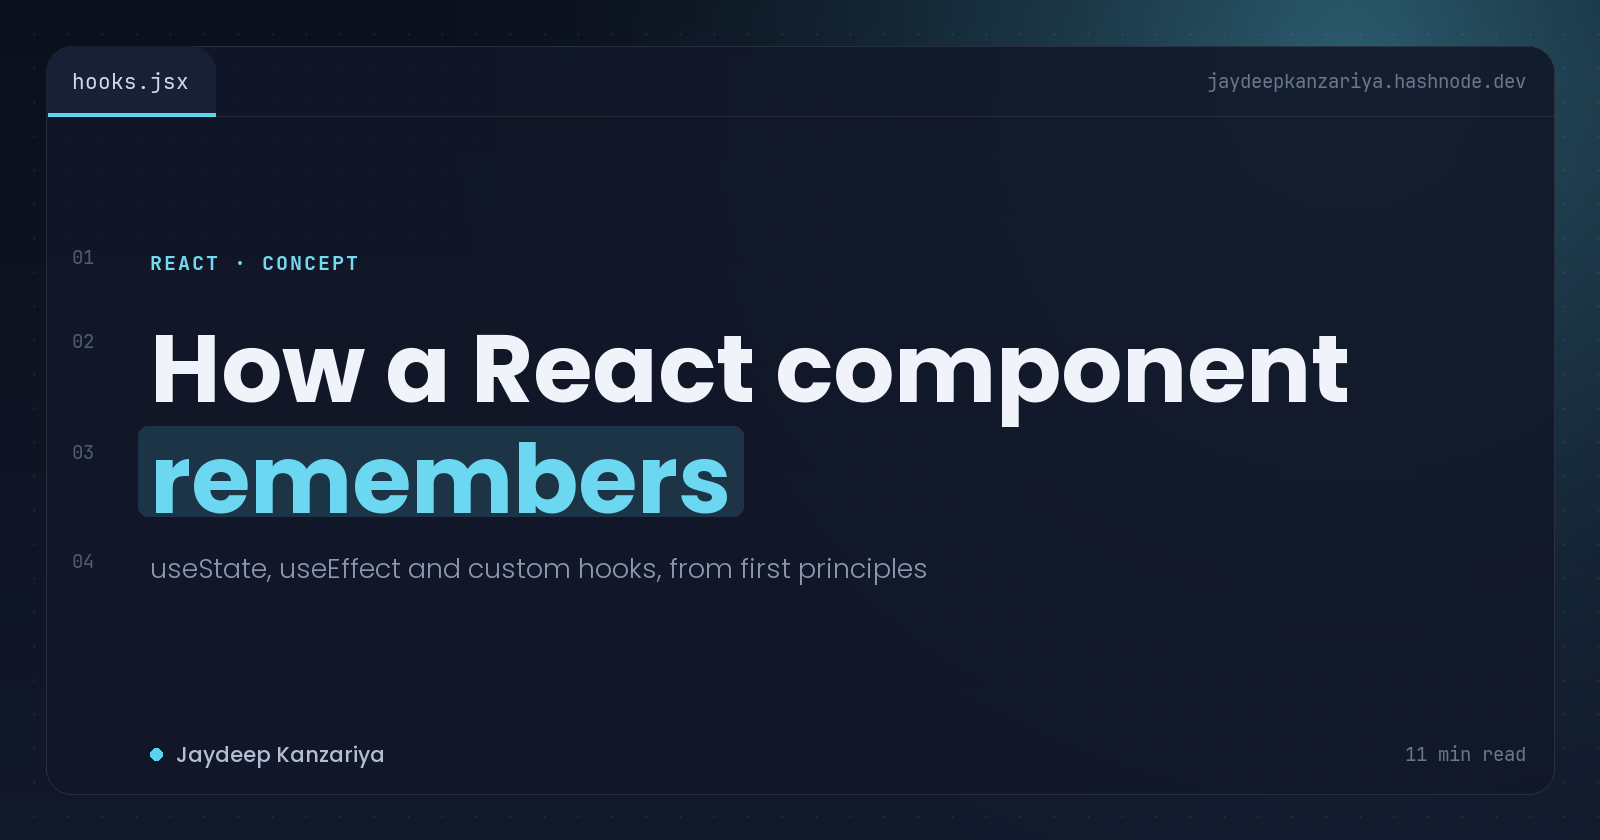 hooks.jsx
jaydeepkanzariya.hashnode.dev
01
REACT · CONCEPT
02
How a React component
03
remembers
04
useState, useEffect and custom hooks, from first principles
Jaydeep Kanzariya
11 min read